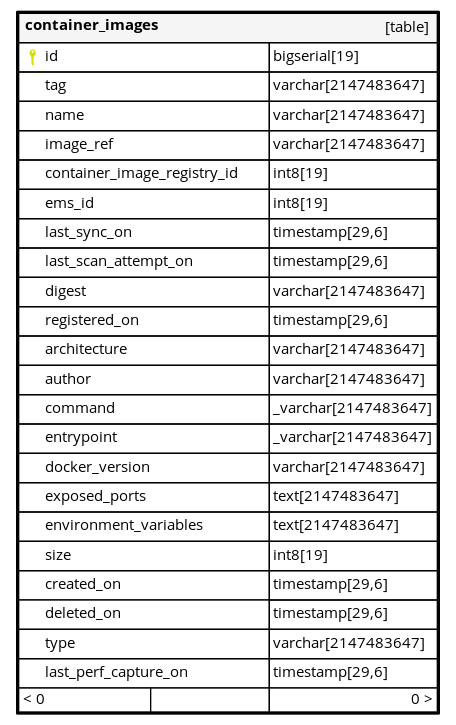 container_images [table]
id bigserial[19]
tag varchar[2147483647]
name varchar[2147483647]
image_ref varchar[2147483647]
container_image_registry_id int8[19]
ems_id int8[19]
last_sync_on timestamp[29,6]
last_scan_attempt_on timestamp[29,6]
digest varchar[2147483647]
registered_on timestamp[29,6]
architecture varchar[2147483647]
author varchar[2147483647]
command _varchar[2147483647]
entrypoint _varchar[2147483647]
docker_version varchar[2147483647]
exposed_ports text[2147483647]
environment_variables text[2147483647]
size int8[19]
created_on timestamp[29,6]
deleted_on timestamp[29,6]
type varchar[2147483647]
last_perf_capture_on timestamp[29,6]
< 0 0 >